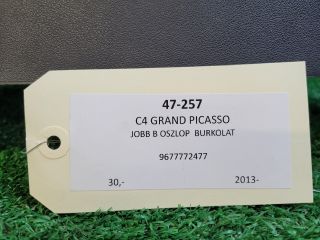 47-257
C4 GRAND PICASSO
JOBB B OSZLOP BURKOLAT
9677772477
30,- 2013-